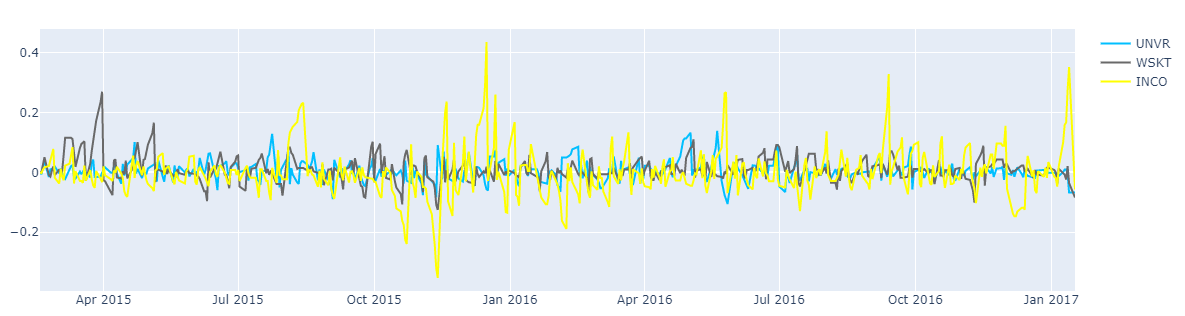 0.4
0.2
0
−0.2
Apr 2015
Jul 2015
Oct 2015
Jan 2016
Apr 2016
Jul 2016
Oct 2016
Jan 2017
UNVR
WSKT
INCO